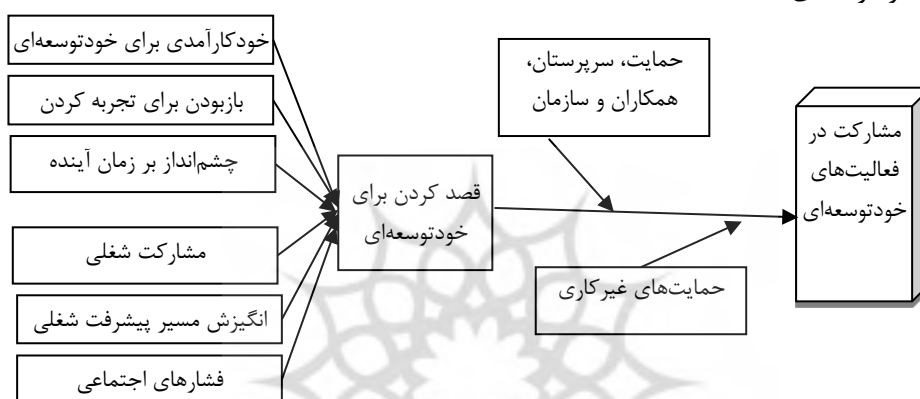 خودکارآمدی برای خودتوسعه‌ای
بازبودن برای تجربه کردن
چشم‌انداز بر زمان آینده
مشارکت شغلی
انگیزش مسیر پیشرفت شغلی
فشارهای اجتماعی
قصد کردن برای
خودتوسعه‌ای
حمایت، سرپرستان،
همکاران و سازمان
حمایت‌های غیرکاری
مشارکت در
فعالیت‌های
خودتوسعه‌ای